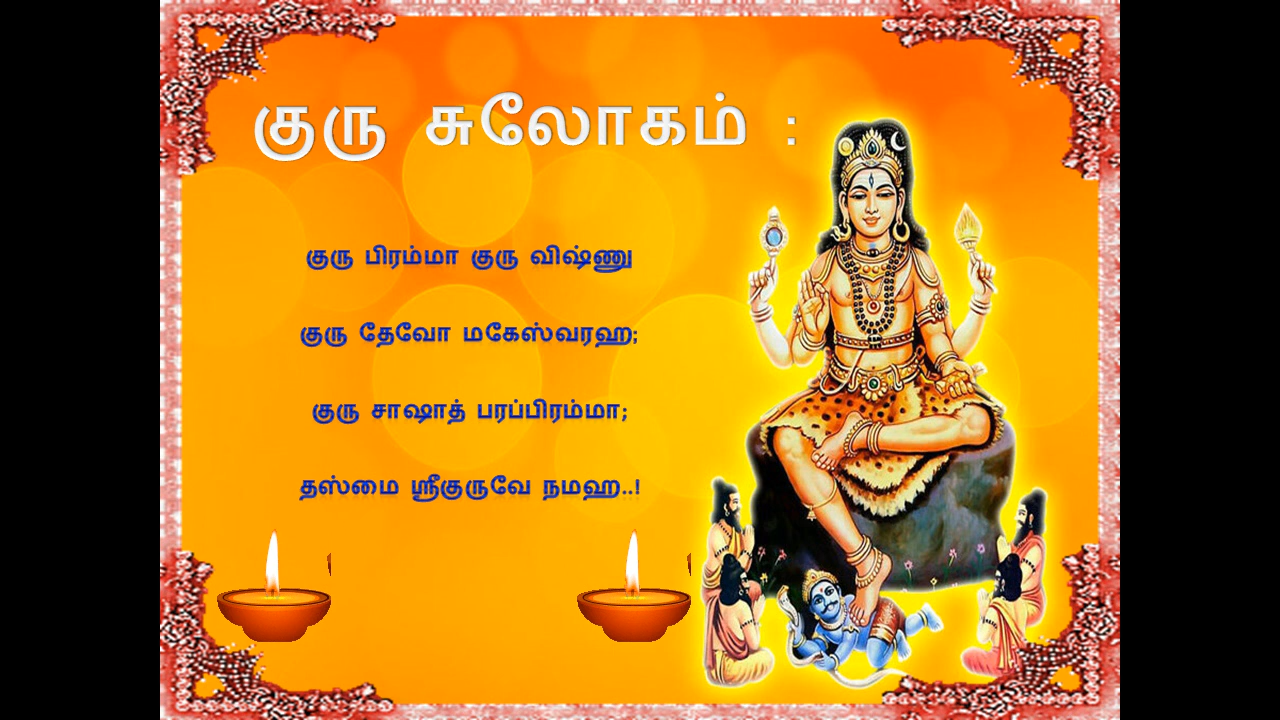 குரு சுலோகம் :
குரு பிரம்மா குரு விஷ்ணு
குரு தேவோ மகேஸ்வரஹ;
குரு சாஷாத் பரப்பிரம்மா;
தஸ்மை ஸ்ரீகுருவே நமஹ..!